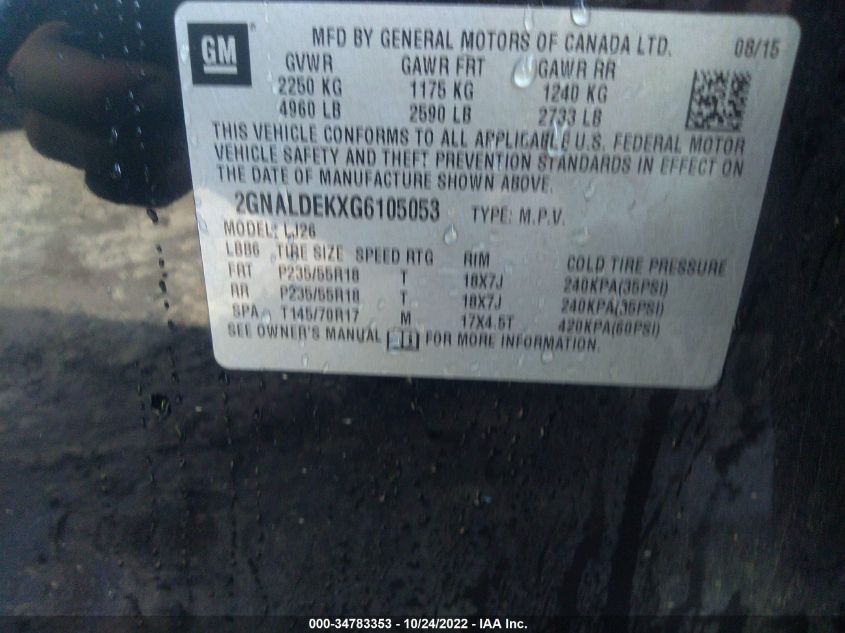 GM
MFD BY GENERAL MOTORS OF CANADA LTD. 08/15
GVWR GAWR FRT GAWR RR
2250 KG 1175 KG 1240 KG
4960 LB 2590 LB 2733 LB
THIS VEHICLE CONFORMS TO ALL APPLICABLE U.S. FEDERAL MOTOR
VEHICLE SAFETY AND THEFT PREVENTION STANDARDS IN EFFECT ON
THE DATE OF MANUFACTURE SHOWN ABOVE.
2GNALDEKXG6105053 TYPE: M.P.V.
MODEL: LJ26
LBB6 TIRE SIZE SPEED RTG RIM COLD TIRE PRESSURE
FRT P235/55R18 T 18X7J 240KPA(35PSI)
RR P235/55R18 T 18X7J 240KPA(35PSI)
SPA T145/70R17 M 17X4.5T 420KPA(60PSI)
SEE OWNER'S MANUAL FOR MORE INFORMATION.
000-34783353 - 10/24/2022 - IAA Inc.